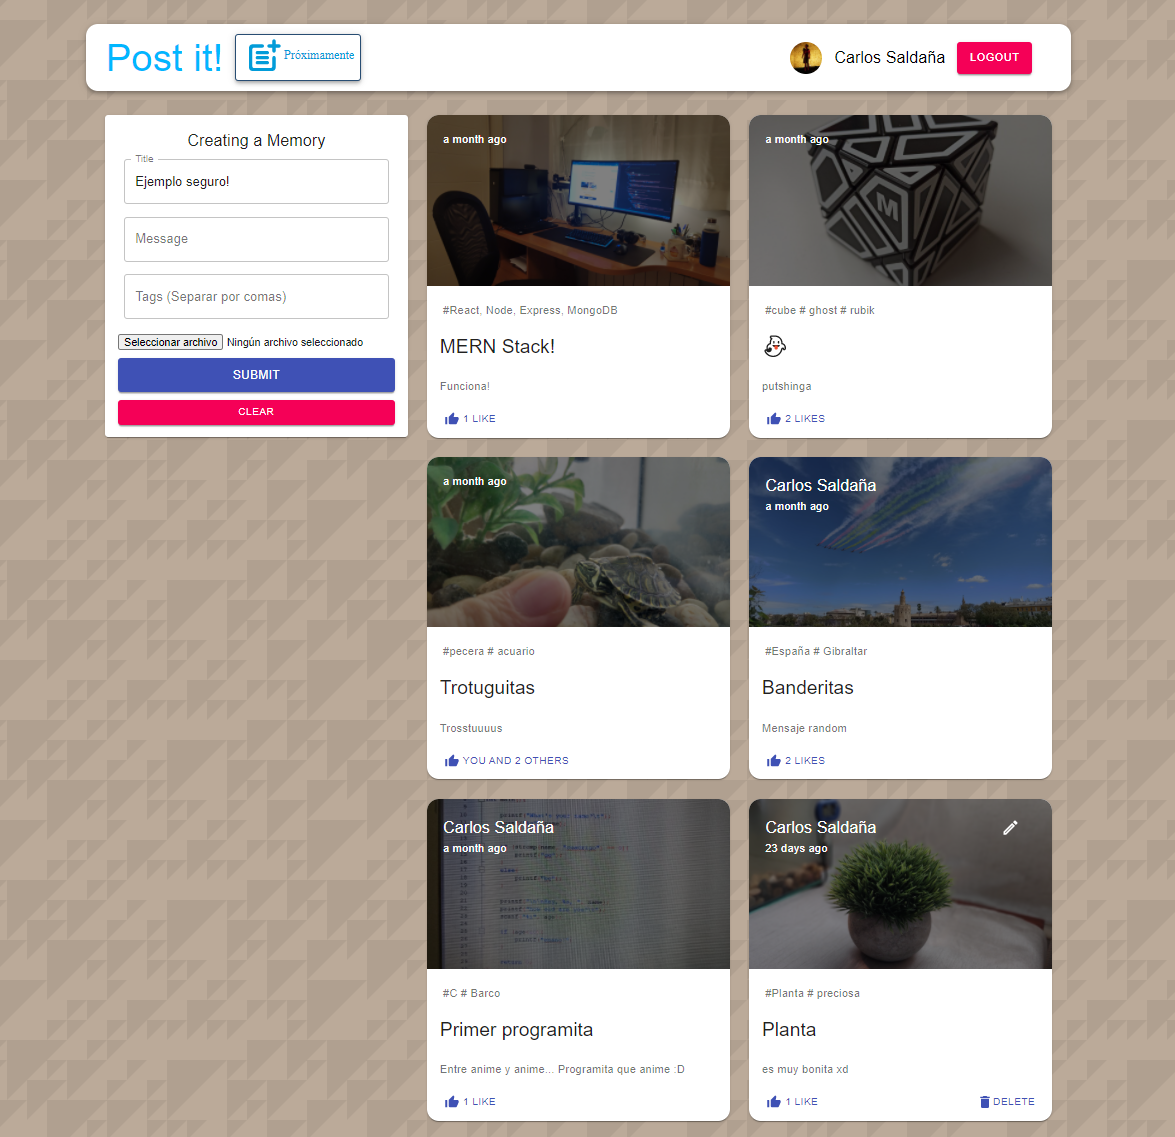 Post it!
Próximamente
Carlos Saldaña
LOGOUT
Creating a Memory
Title
Ejemplo seguro!
Message
Tags (Separar por comas)
Seleccionar archivo Ningún archivo seleccionado
SUBMIT
CLEAR
a month ago
#React, Node, Express, MongoDB
MERN Stack!
Funciona!
1 LIKE
a month ago
M
#cube # ghost # rubik
putshinga
2 LIKES
a month ago
#pecera # acuario
Trotuguitas
Trosstuuuus
YOU AND 2 OTHERS
Carlos Saldaña
a month ago
#España # Gibraltar
Banderitas
Mensaje random
2 LIKES
Carlos Saldaña
a month ago
#C # Barco
Primer programita
Entre anime y anime... Programita que anime :D
1 LIKE
Carlos Saldaña
23 days ago
#Planta # preciosa
Planta
es muy bonita xd
1 LIKE
DELETE